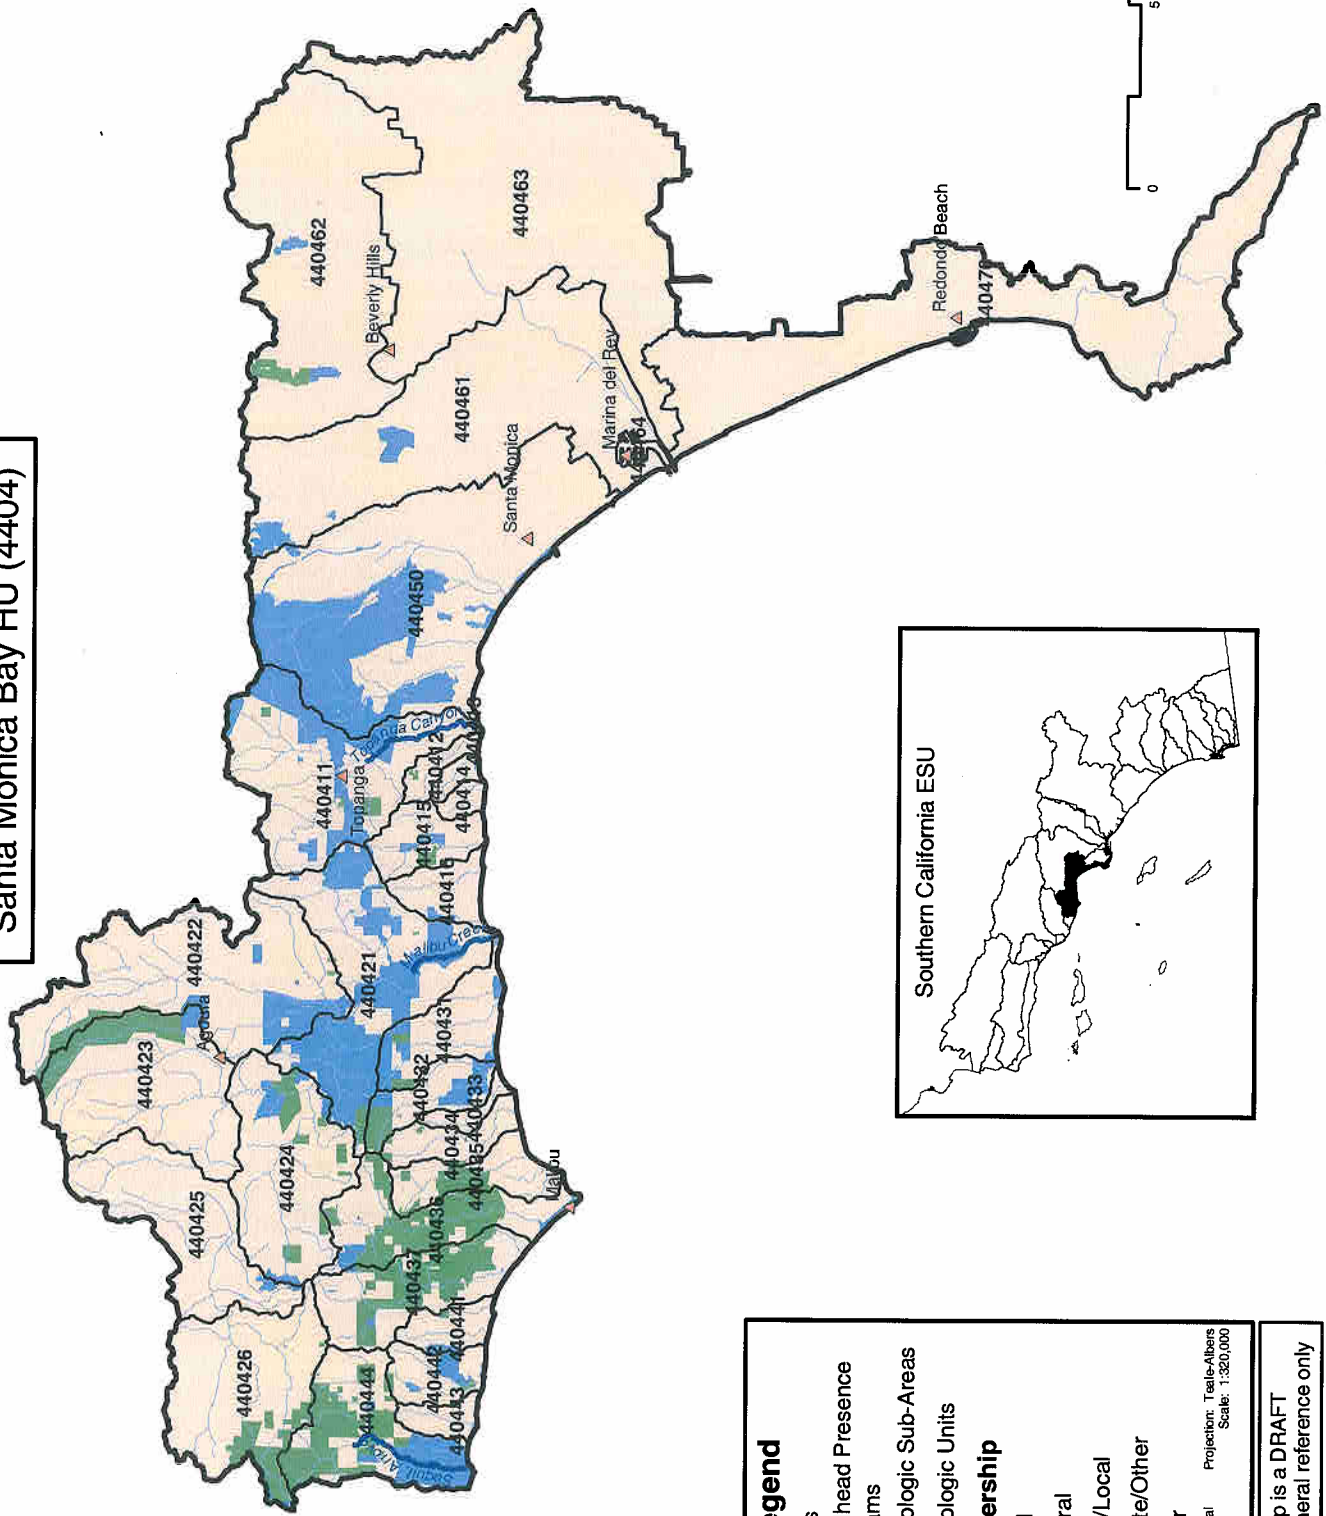 Santa Monica Bay HU (4404)
440462
440463
Beverly Hills
440461
Santa Monica
Marina del Rey
Redondo Beach
440450
440411
Topanga
Topanga Canyon
440412
440414
440415
440416
440421
Malibu Creek
440422
Agoura
440423
440424
440425
440426
440431
440432
440433
440434
440435
440436
440437
Malibu
440441
440442
440443
440444
Southern California ESU
0
5
egend
s
head Presence
ms
ologic Sub-Areas
ologic Units
ership
l
ral
/Local
te/Other
r
al
Projection: Teale-Albers
Scale: 1:320,000
p is a DRAFT
neral reference only